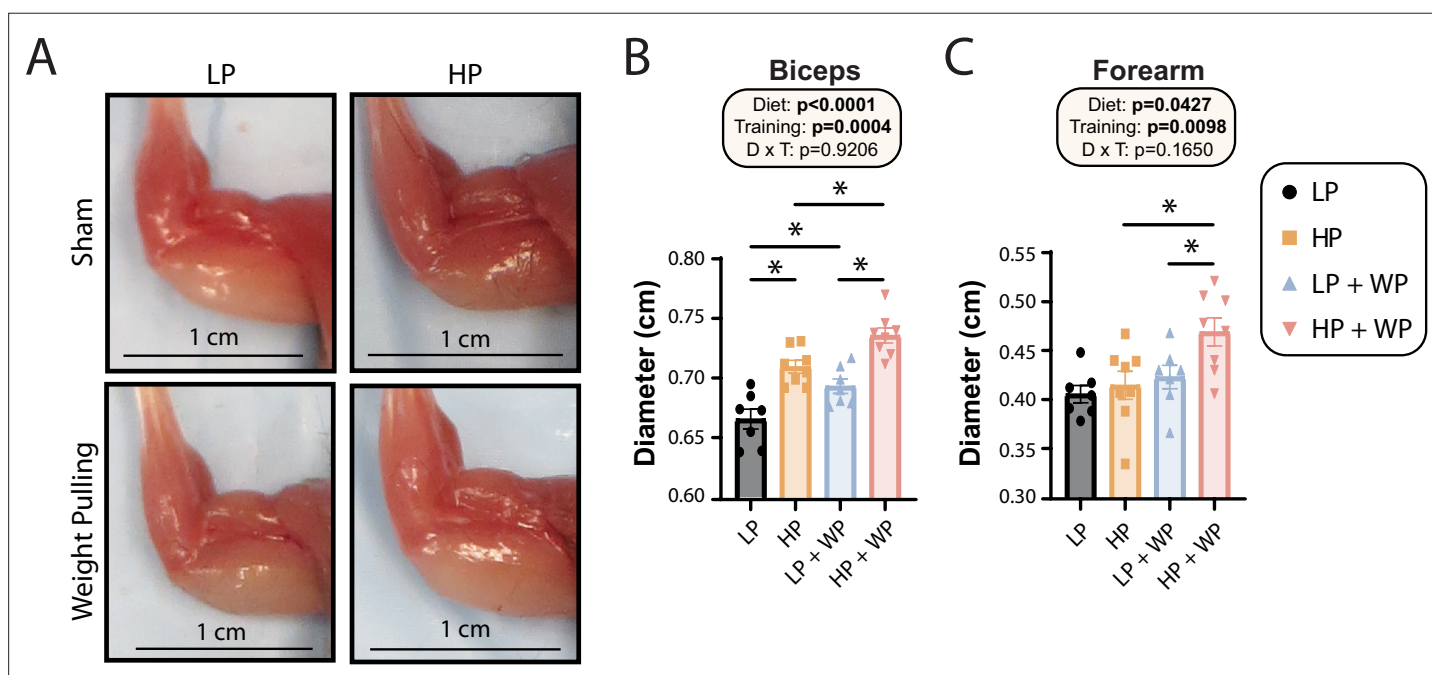 A
LP
HP
Sham
Weight Pulling
1 cm
1 cm
1 cm
1 cm
B
Biceps
Diet: p<0.0001
Training: p=0.0004
D x T: p=0.9206
*
*
*
*
Diameter (cm)
0.80
0.75
0.70
0.65
0.60
LP
HP
LP + WP
HP + WP
C
Forearm
Diet: p=0.0427
Training: p=0.0098
D x T: p=0.1650
*
*
Diameter (cm)
0.55
0.50
0.45
0.40
0.35
0.30
LP
HP
LP + WP
HP + WP
LP
HP
LP + WP
HP + WP